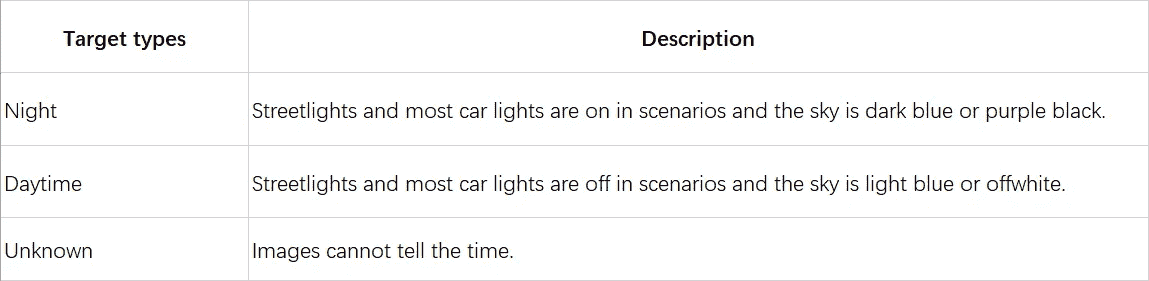 Target types Description
Night Streetlights and most car lights are on in scenarios and the sky is dark blue or purple black.
Daytime Streetlights and most car lights are off in scenarios and the sky is light blue or offwhite.
Unknown Images cannot tell the time.